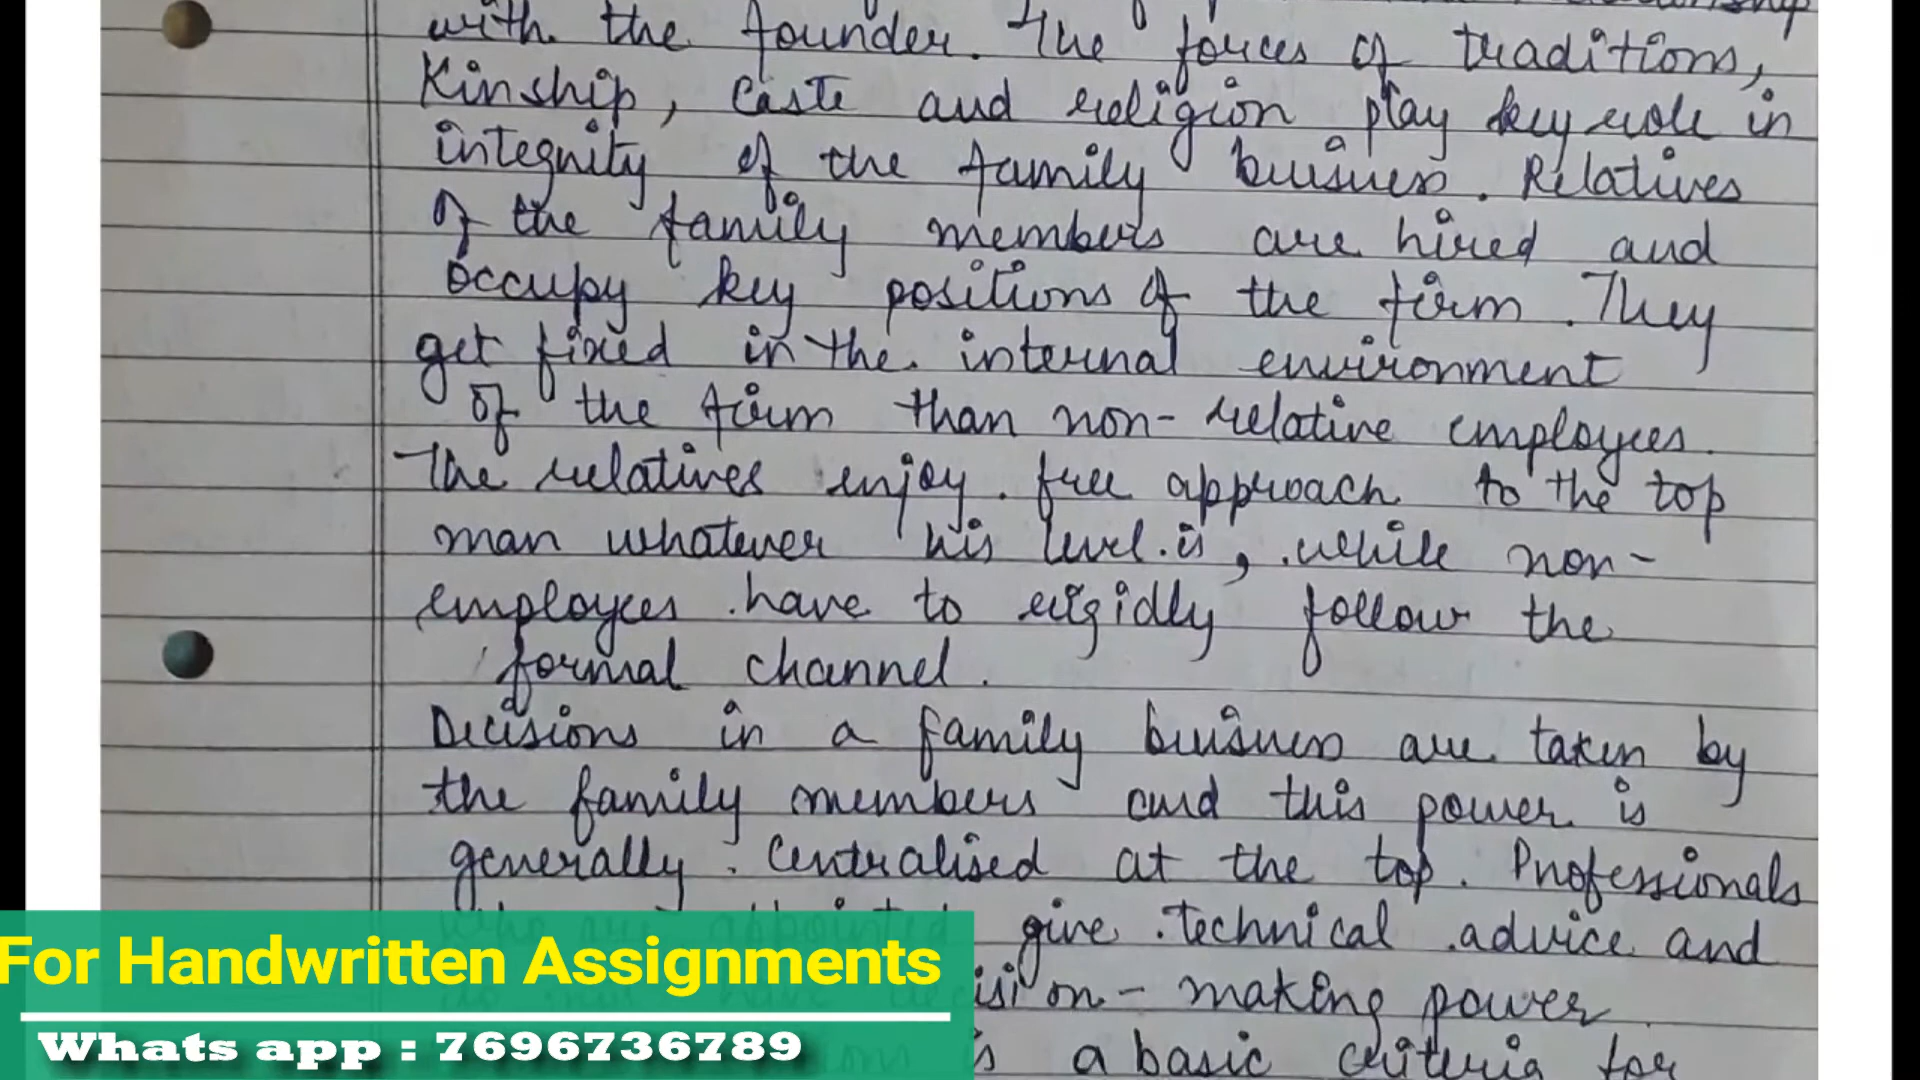 with the founder. The forces of traditions,
Kinship, Caste and religion play key role in
integrity of the family business. Relatives
of the family members are hired and
occupy key positions of the firm. They
get fixed in the internal environment
of the firm than non-relative employees.
The relatives enjoy free approach to the top
man whatever his level is, while non-
employees have to rigidly follow the
formal channel.
Decisions in a family business are taken by
the family members and this power is
generally centralised at the top. Professionals
who are appointed give technical advice and
decision-making power.
is a basic criteria for
For Handwritten Assignments
Whats app : 7696736789